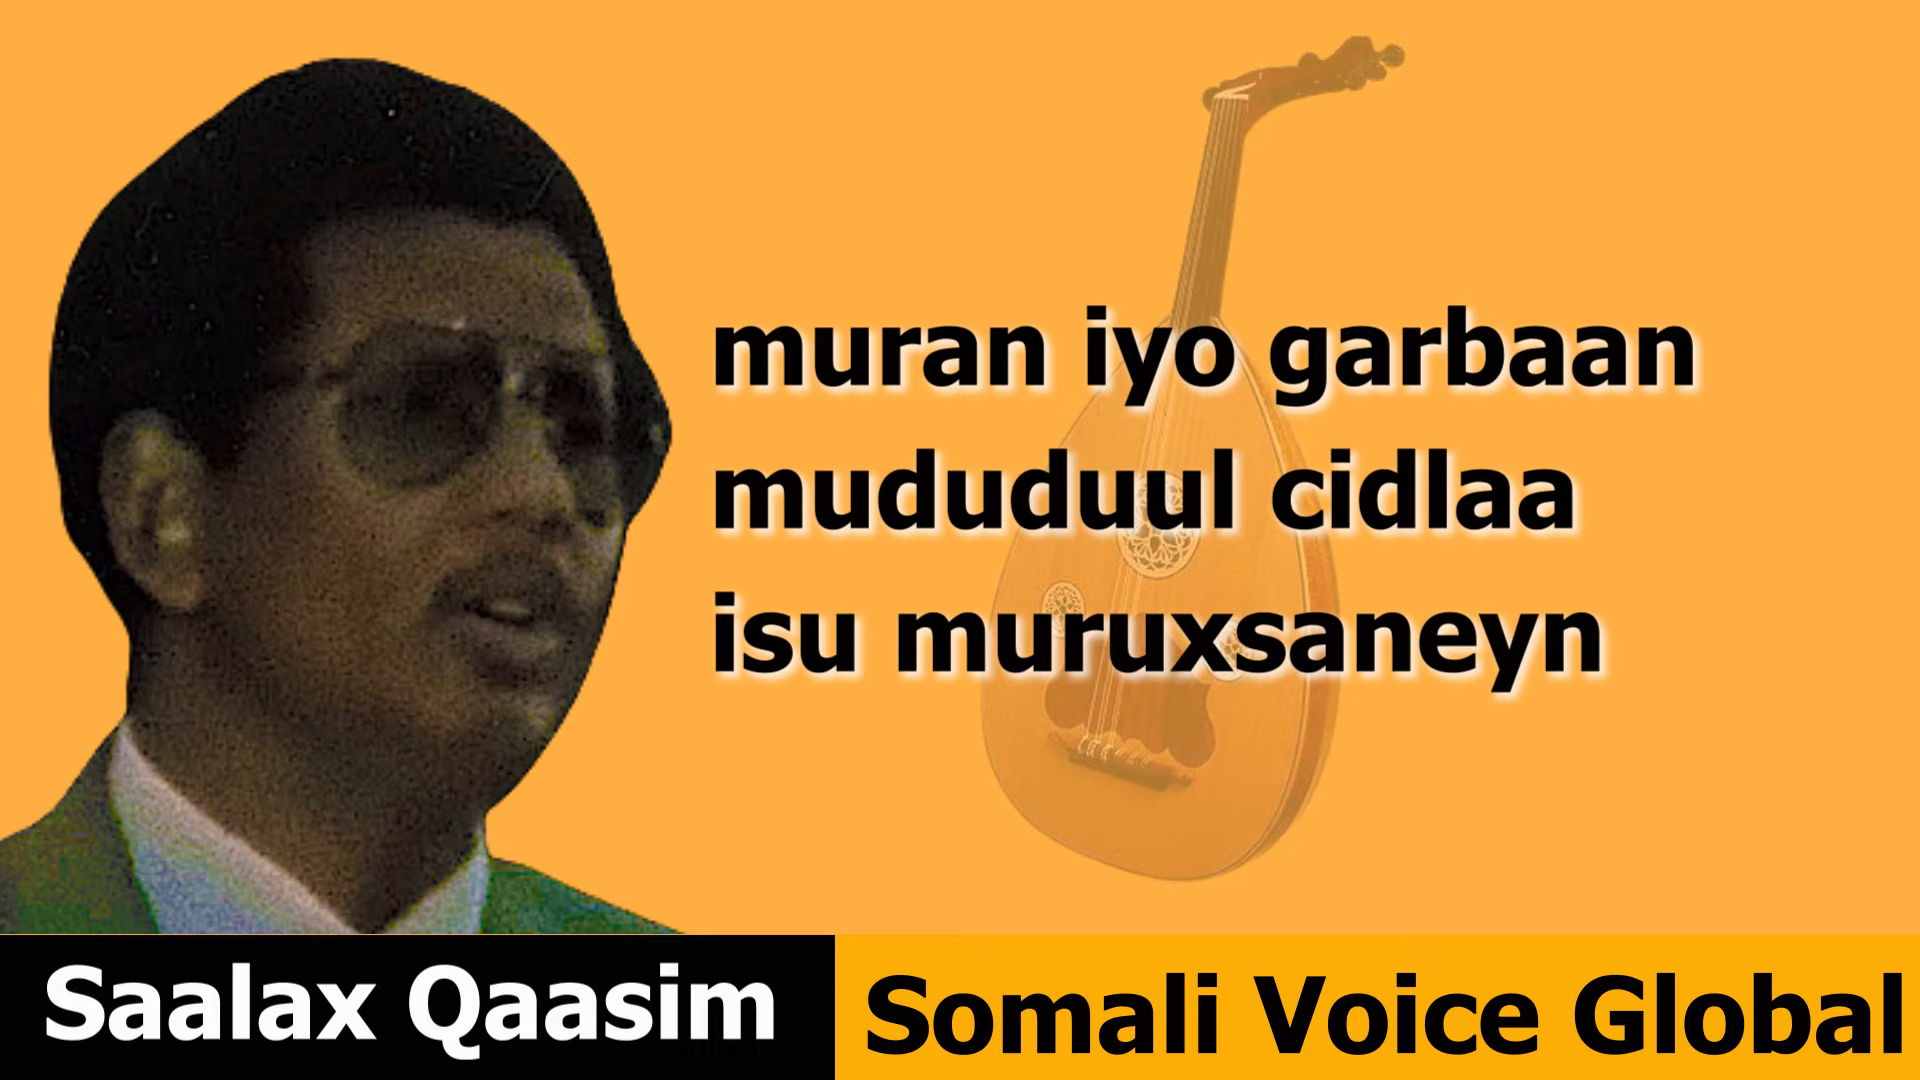 muran iyo garbaan
mududuul cidlaa
isu muruxsaneyn
Saalax Qaasim
Somali Voice Global